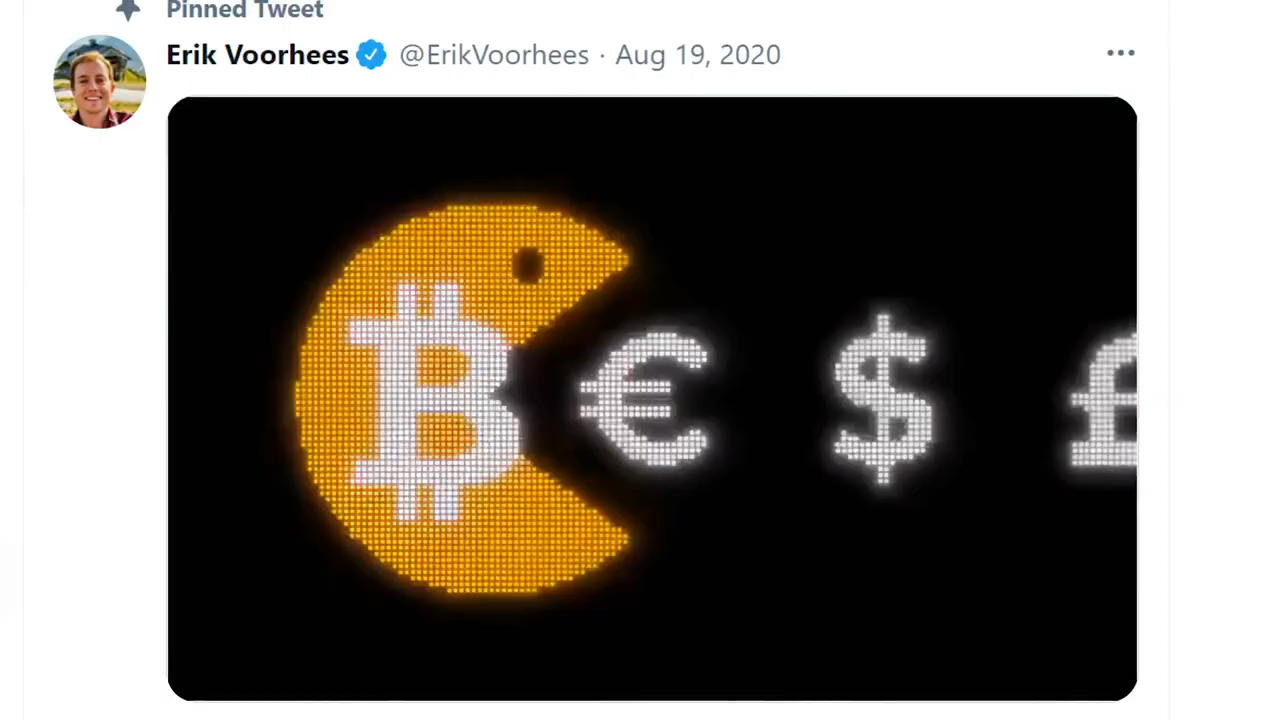 Pinned Tweet
Erik Voorhees @ErikVoorhees · Aug 19, 2020
₿ € $ £